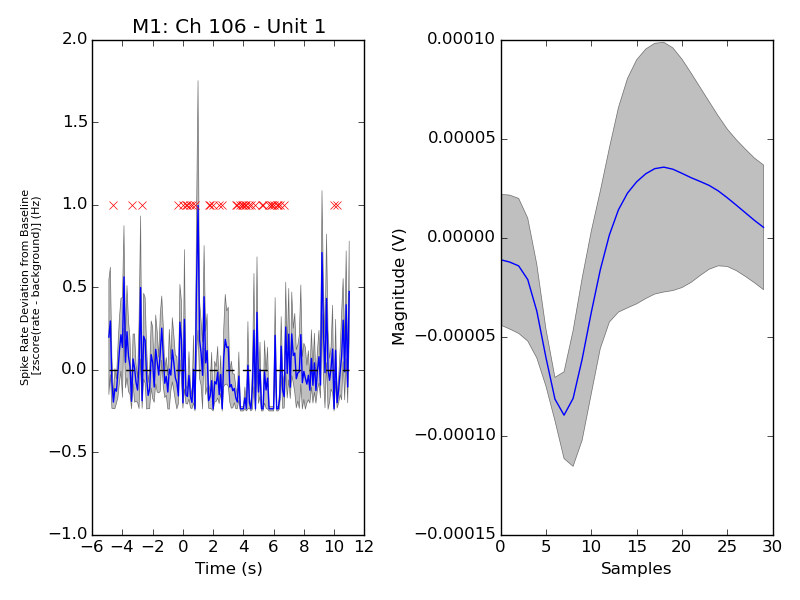 M1: Ch 106 - Unit 1
2.0
1.5
1.0
0.5
0.0
−0.5
−1.0
−6 −4 −2 0 2 4 6 8 10 12
Time (s)
Spike Rate Deviation from Baseline
[zscore(rate - background)] (Hz)
0.00010
0.00005
0.00000
−0.00005
−0.00010
−0.00015
0 5 10 15 20 25 30
Samples
Magnitude (V)